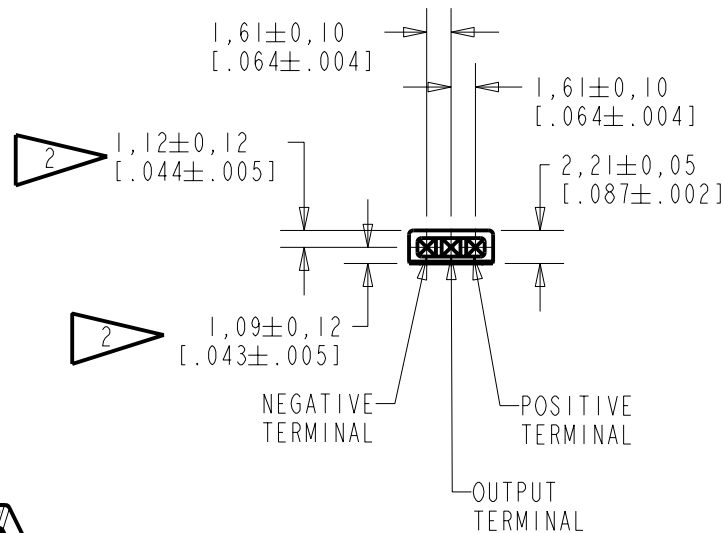 1,61±0,10
[.064±.004]
1,61±0,10
[.064±.004]
2
1,12±0,12
[.044±.005]
2,21±0,05
[.087±.002]
2
1,09±0,12
[.043±.005]
NEGATIVE
TERMINAL
POSITIVE
TERMINAL
OUTPUT
TERMINAL